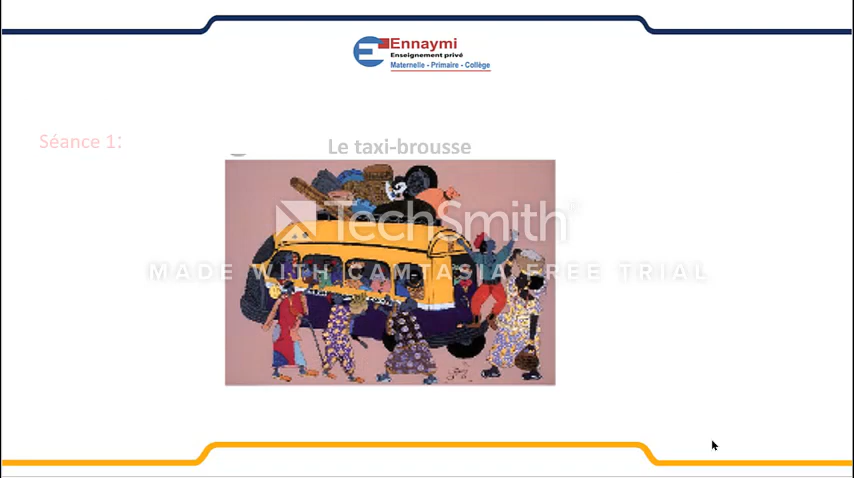 Ennaymi
Enseignement privé
Maternelle - Primaire - Collège
Séance 1:
Le taxi-brousse
TechSmith
MADE WITH CAMTASIA FREE TRIAL